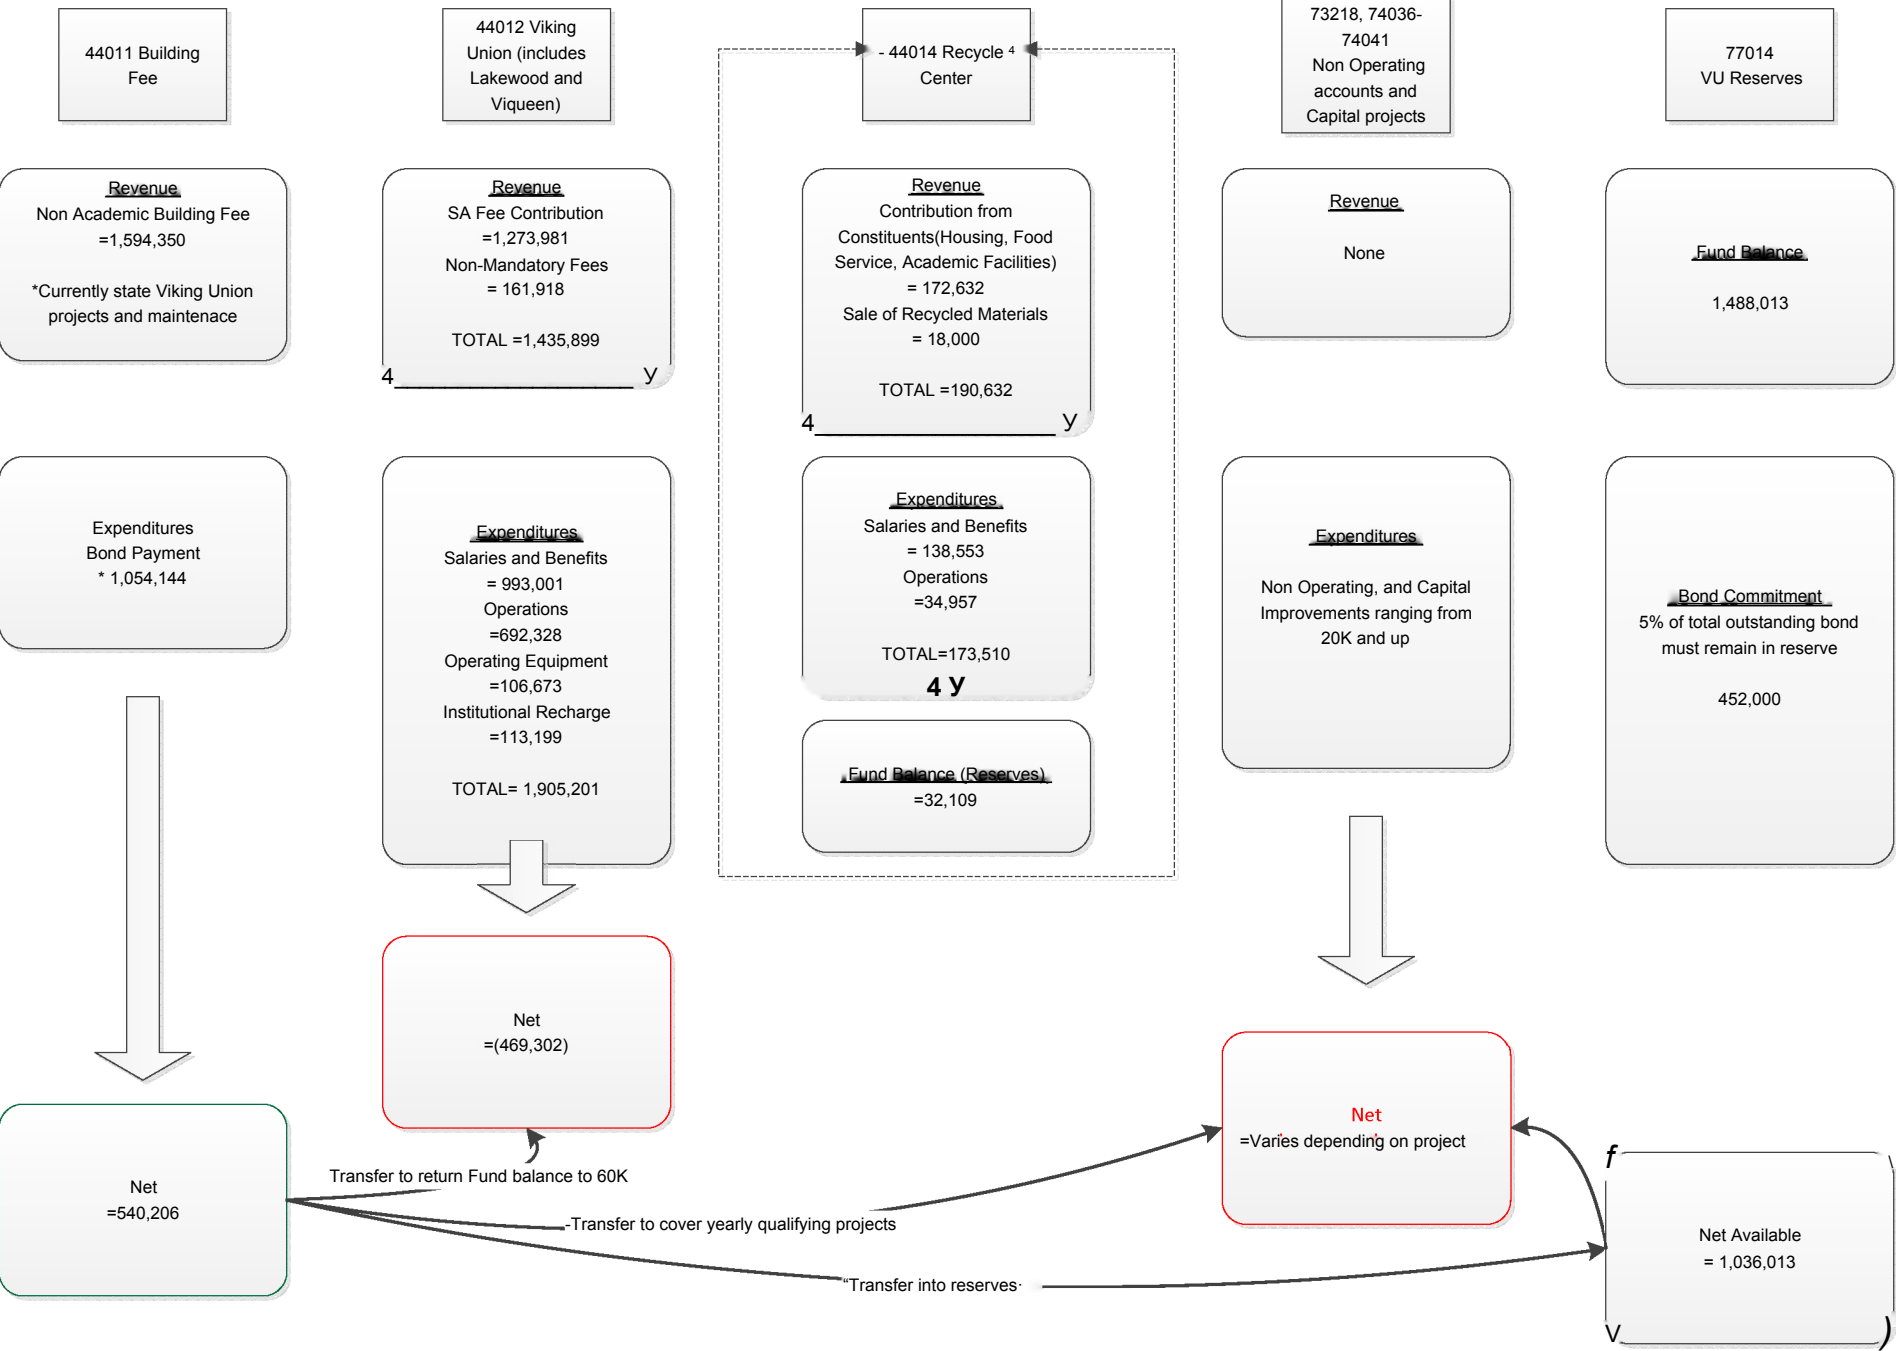 44011 Building
Fee
44012 Viking
Union (includes
Lakewood and
Viqueen)
- 44014 Recycle 4
Center
73218, 74036-
74041
Non Operating
accounts and
Capital projects
77014
VU Reserves
Revenue
Non Academic Building Fee
=1,594,350
*Currently state Viking Union
projects and maintenace
Revenue
SA Fee Contribution
=1,273,981
Non-Mandatory Fees
= 161,918
TOTAL =1,435,899
4 У
Revenue
Contribution from
Constituents(Housing, Food
Service, Academic Facilities)
= 172,632
Sale of Recycled Materials
= 18,000
TOTAL =190,632
4 У
Revenue
None
Fund Balance
1,488,013
Expenditures
Bond Payment
* 1,054,144
Expenditures
Salaries and Benefits
= 993,001
Operations
=692,328
Operating Equipment
=106,673
Institutional Recharge
=113,199
TOTAL= 1,905,201
Expenditures
Salaries and Benefits
= 138,553
Operations
=34,957
TOTAL=173,510
4 У
Fund Balance (Reserves)
=32,109
Expenditures
Non Operating, and Capital
Improvements ranging from
20K and up
Bond Commitment
5% of total outstanding bond
must remain in reserve
452,000
Net
=(469,302)
Net
=Varies depending on project
Net
=540,206
Transfer to return Fund balance to 60K
-Transfer to cover yearly qualifying projects
“Transfer into reserves·
f \
Net Available
= 1,036,013
V )